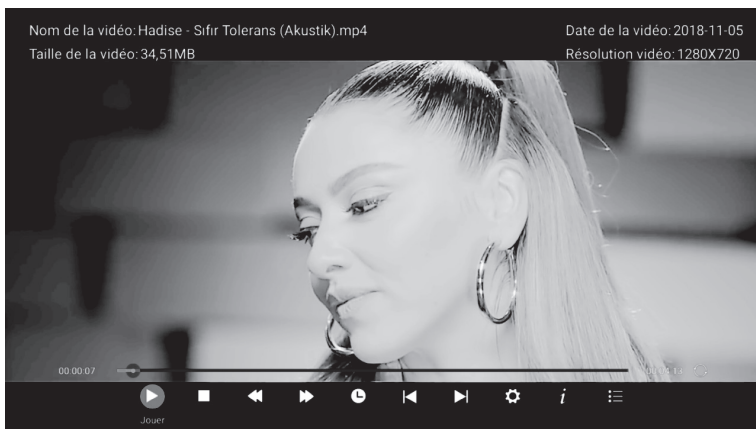 Nom de la vidéo: Hadise - Sıfır Tolerans (Akustik).mp4
Date de la vidéo: 2018-11-05
Taille de la vidéo: 34,51MB
Résolution vidéo: 1280X720
00:00:07
i
Jouer